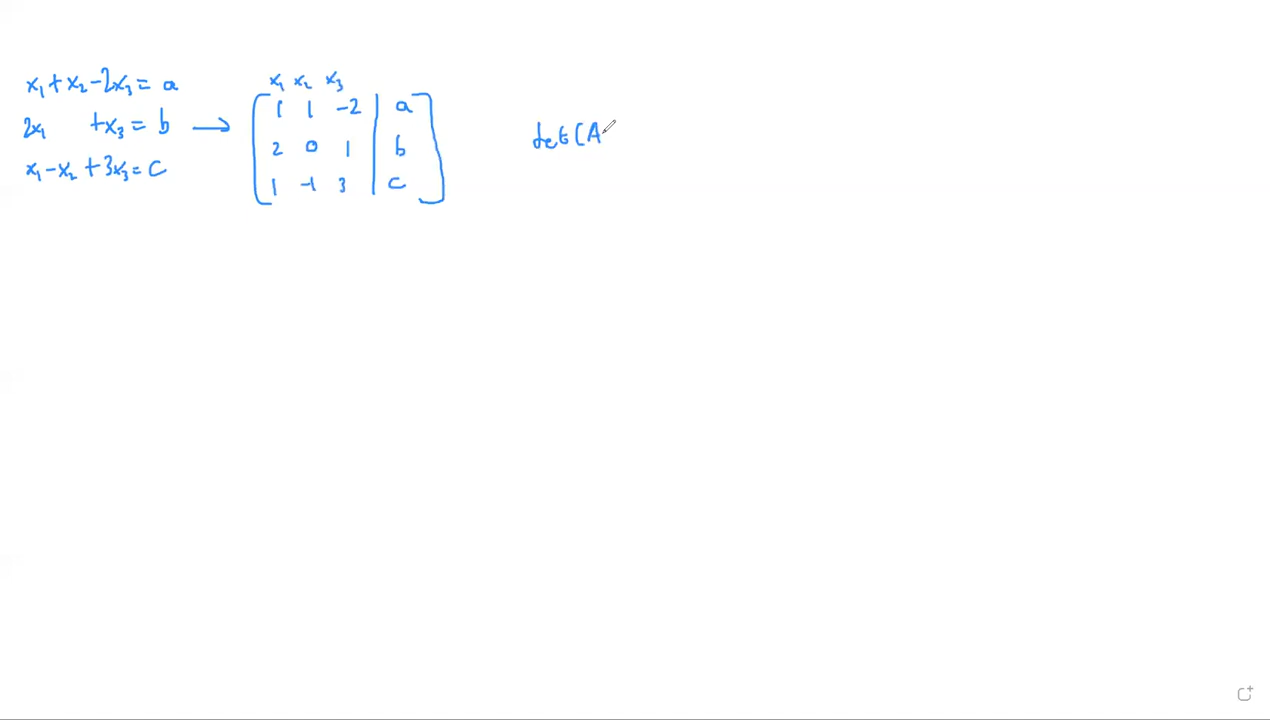 x₁+x₂-2x₃= a
2x₁ +x₃= b →
x₁-x₂+3x₃= c
x₁ x₂ x₃
1 1 -2 | a
2 0 1 | b
1 -1 3 | c
det(A